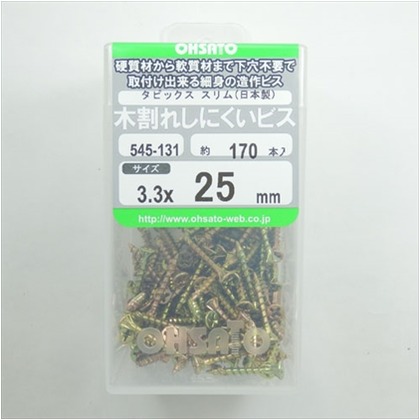 OHSATO
硬質材から軟質材まで下穴不要で
取付け出来る細身の造作ビス
タピックス スリム(日本製)
木割れしにくいビス
545-131 約 170 本入
サイズ
3.3x 25 mm
http://www.ohsato-web.co.jp
OHSATO